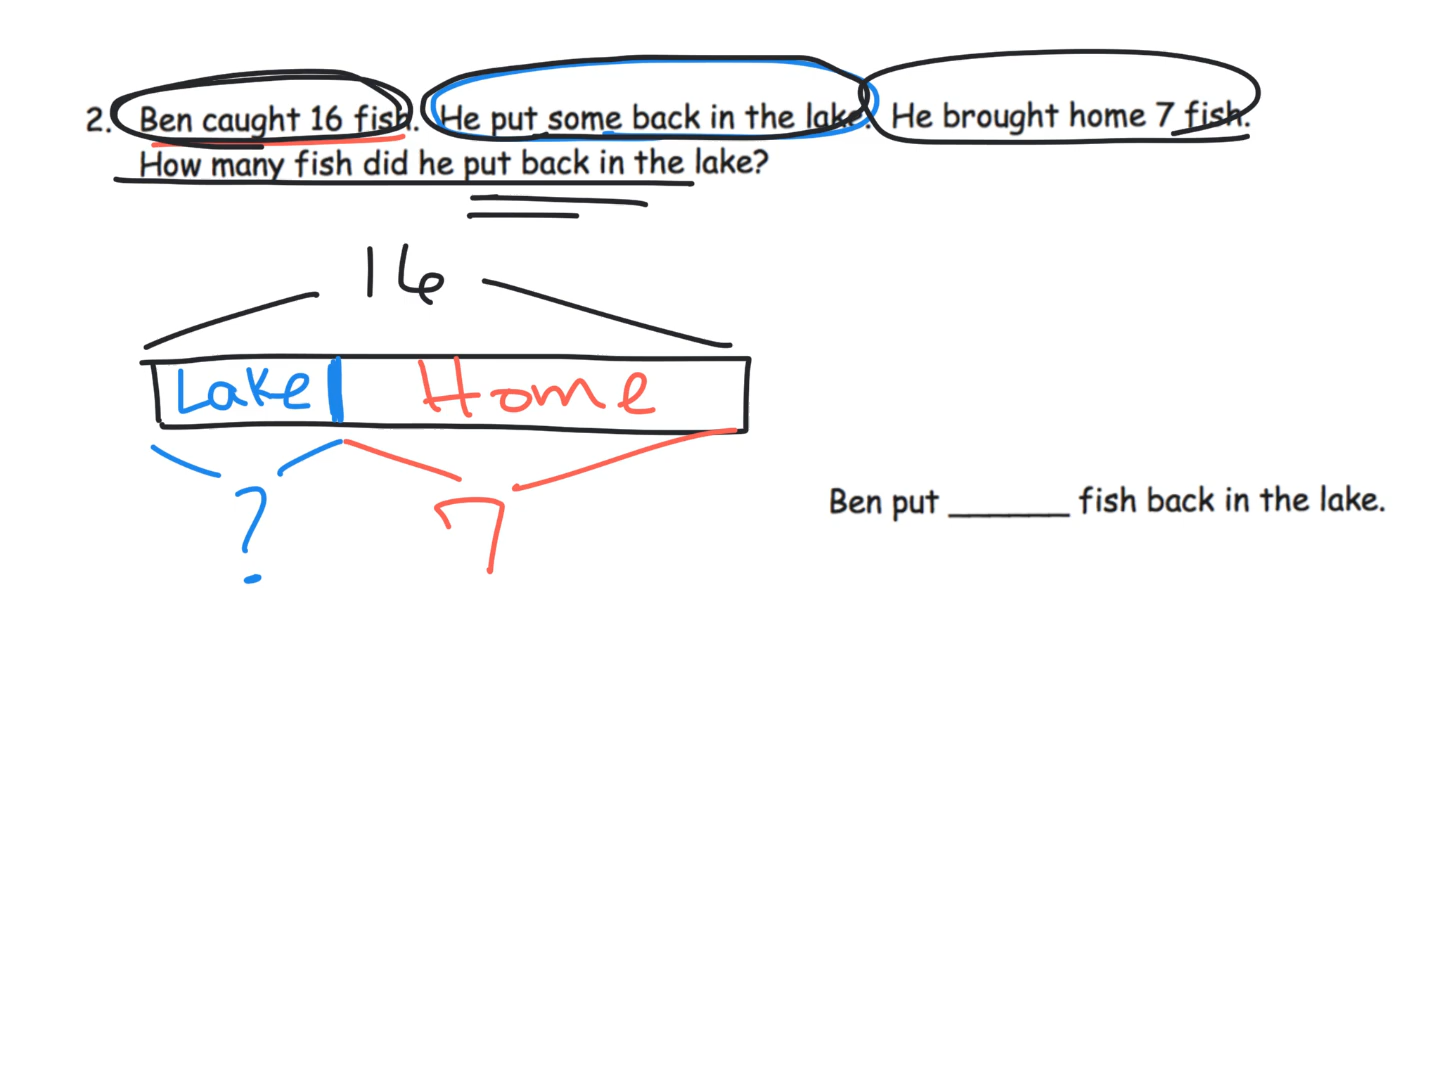 2. Ben caught 16 fish. He put some back in the lake. He brought home 7 fish.
How many fish did he put back in the lake?
16
Lake Home
? 7
Ben put ______ fish back in the lake.